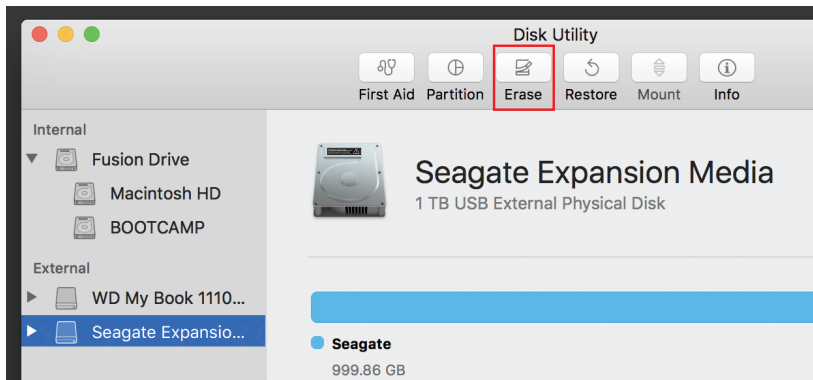 Disk Utility
First Aid Partition Erase Restore Mount Info
Internal
Fusion Drive
Macintosh HD
BOOTCAMP
External
WD My Book 1110...
Seagate Expansio...
Seagate Expansion Media
1 TB USB External Physical Disk
Seagate
999.86 GB